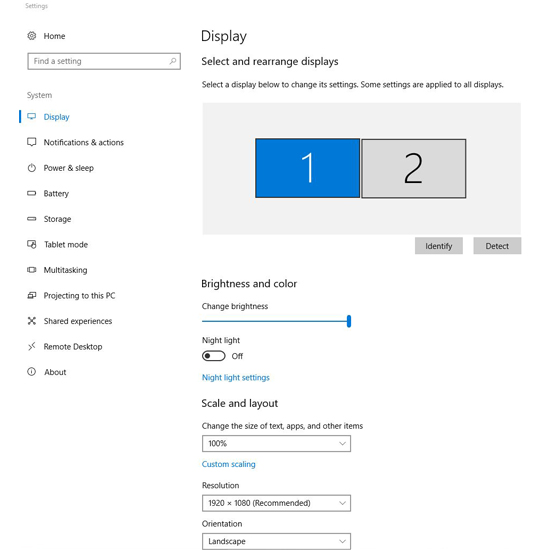 Settings
Home
Find a setting
System
Display
Notifications & actions
Power & sleep
Battery
Storage
Tablet mode
Multitasking
Projecting to this PC
Shared experiences
Remote Desktop
About
Display
Select and rearrange displays
Select a display below to change its settings. Some settings are applied to all displays.
1
2
Identify
Detect
Brightness and color
Change brightness
Night light
Off
Night light settings
Scale and layout
Change the size of text, apps, and other items
100%
Custom scaling
Resolution
1920 × 1080 (Recommended)
Orientation
Landscape